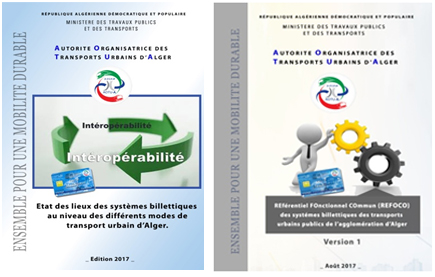 RÉPUBLIQUE ALGÉRIENNE DÉMOCRATIQUE ET POPULAIRE
MINISTERE DES TRAVAUX PUBLICS
ET DES TRANSPORTS
AUTORITE ORGANISATRICE DES
TRANSPORTS URBAINS D'ALGER
ENSEMBLE POUR UNE MOBILITE DURABLE
Intéropérabilité
Intéropérabilité
Etat des lieux des systèmes billettiques
au niveau des différents modes de
transport urbain d'Alger.
_ Edition 2017 _
RÉPUBLIQUE ALGÉRIENNE DÉMOCRATIQUE ET POPULAIRE
MINISTERE DES TRAVAUX PUBLICS
ET DES TRANSPORTS
AUTORITE ORGANISATRICE DES
TRANSPORTS URBAINS D'ALGER
ENSEMBLE POUR UNE MOBILITE DURABLE
REférentiel FOnctionnel COmmun (REFOCO)
des systèmes billettiques des transports
urbains publics de l'agglomération d'Alger
Version 1
_ Août 2017 _